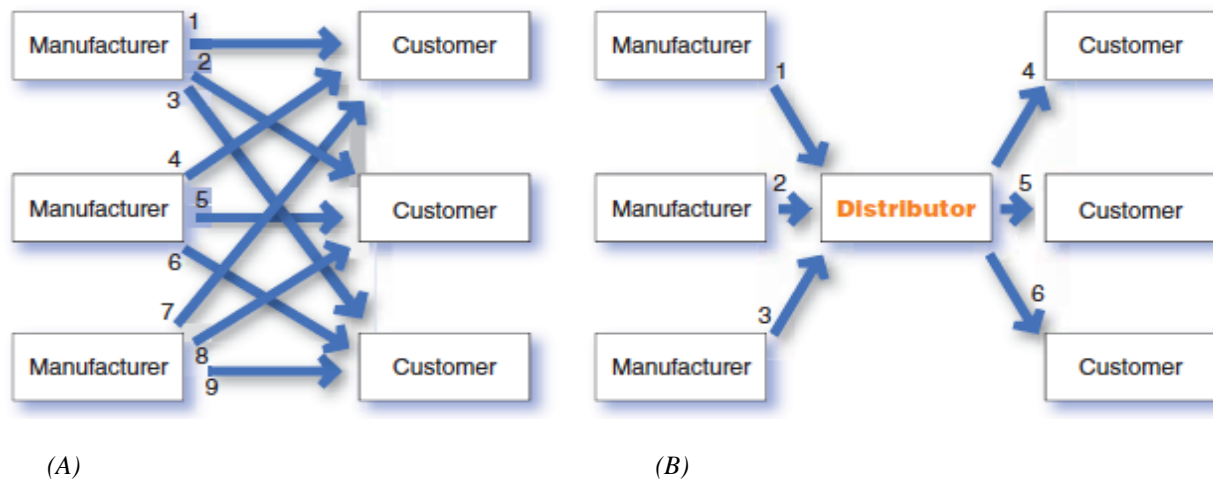 1
Manufacturer
Customer
2
3
4
Manufacturer
5
Customer
6
7
Manufacturer
8
Customer
9
(A)
Manufacturer
Customer
1
4
2
5
Manufacturer
Distributor
Customer
3
6
Manufacturer
Customer
(B)